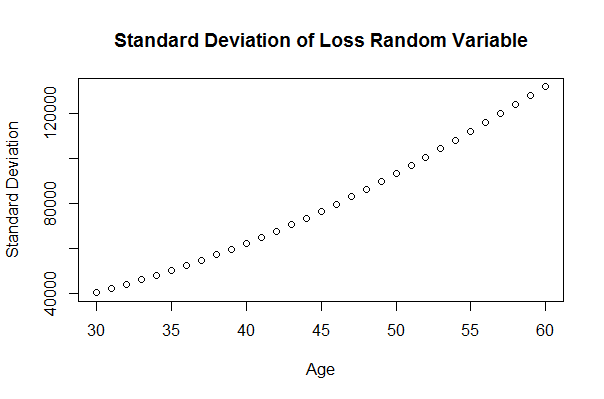 Standard Deviation of Loss Random Variable
Standard Deviation
120000
80000
40000
30 35 40 45 50 55 60
Age